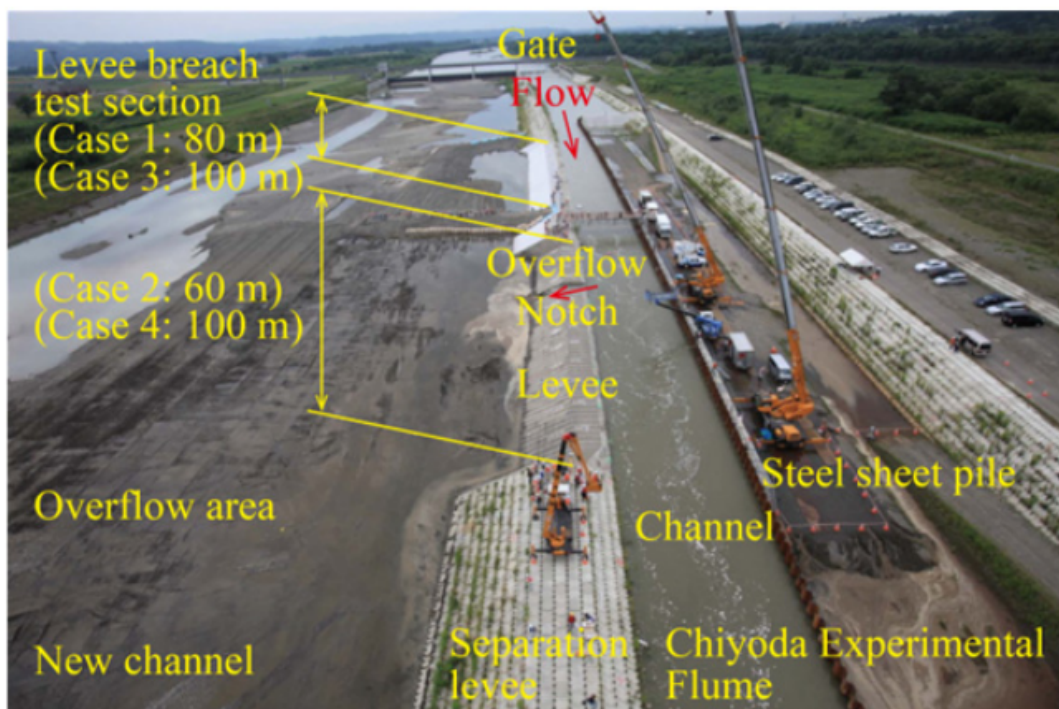 Gate
Flow
Levee breach
test section
(Case 1: 80 m)
(Case 3: 100 m)
(Case 2: 60 m)
(Case 4: 100 m)
Overflow
Notch
Levee
Steel sheet pile
Overflow area
Channel
New channel
Separation
levee
Chiyoda Experimental
Flume